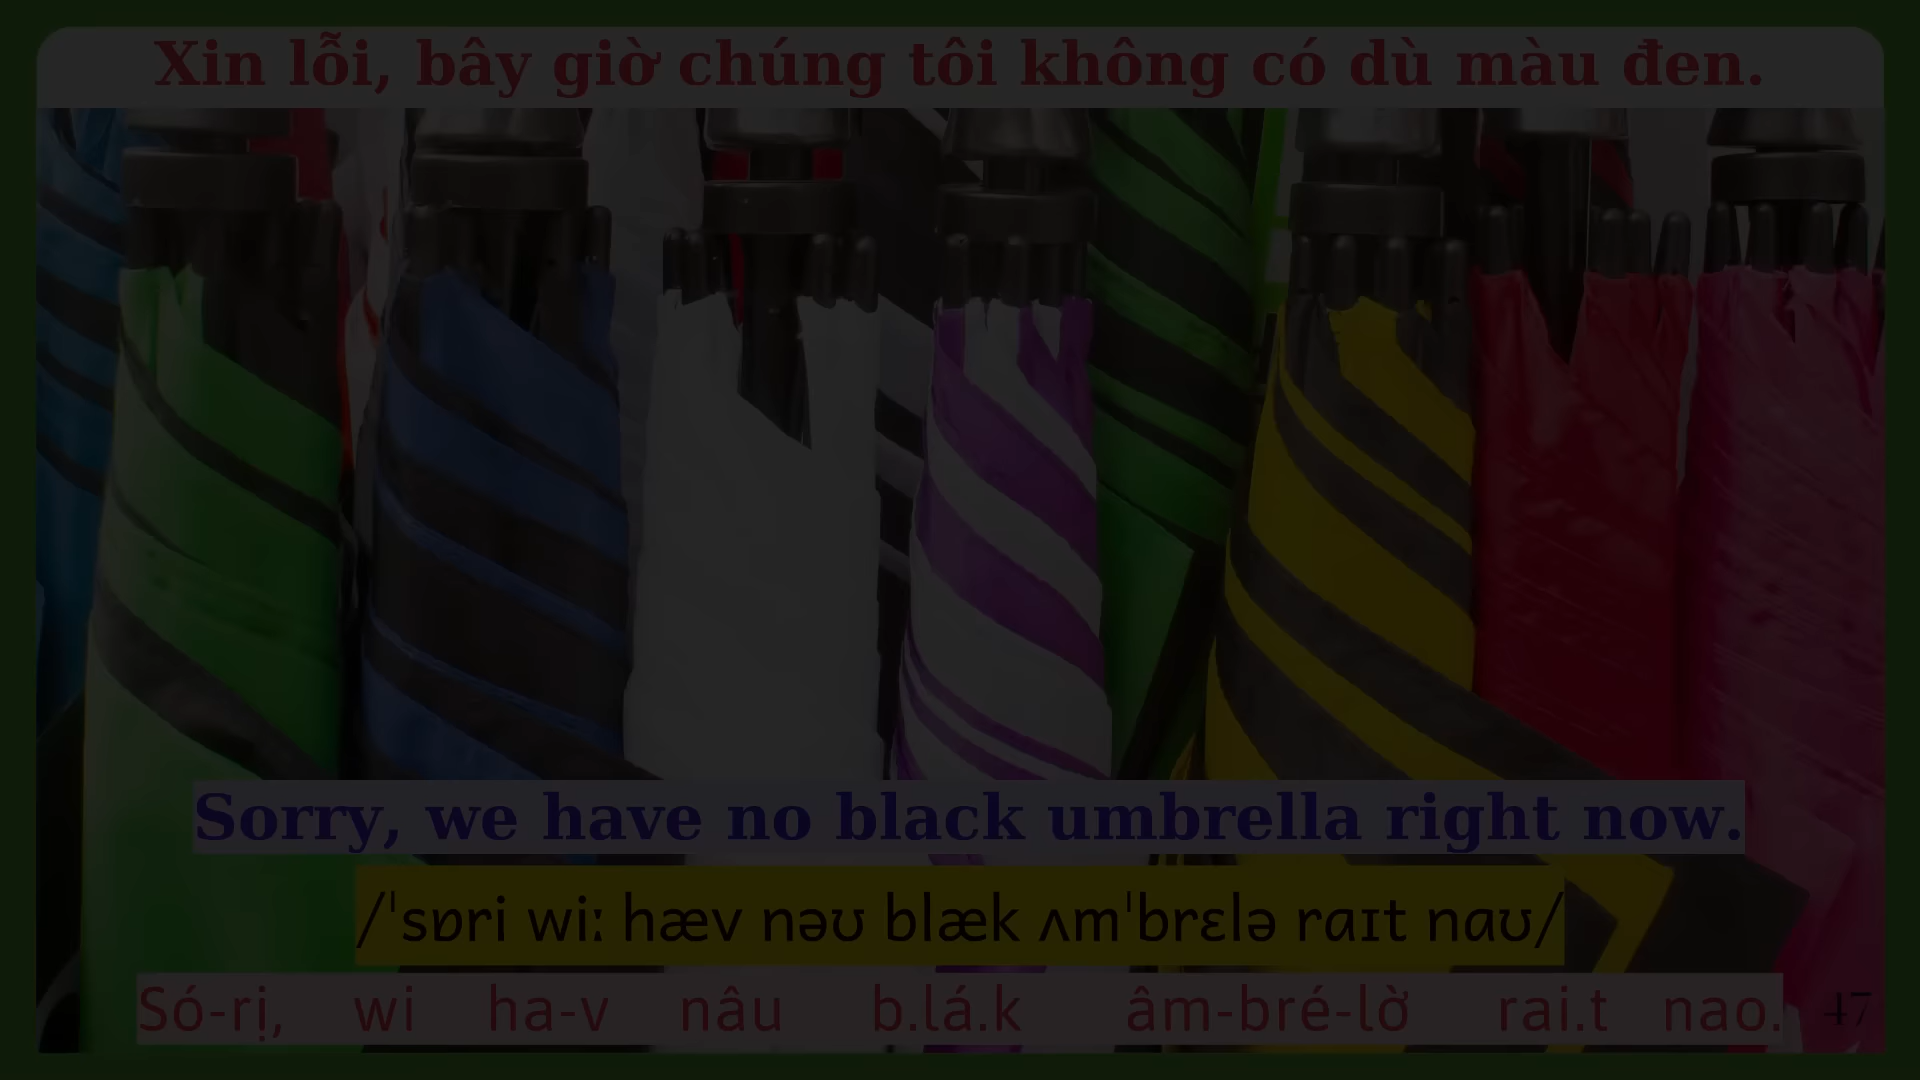 Xin lỗi, bây giờ chúng tôi không có dù màu đen.
Sorry, we have no black umbrella right now.
/ˈsɒri wiː hæv nəʊ blæk ʌmˈbrɛlə raɪt naʊ/
Só-rị, wi ha-v nâu b.lá.k âm-bré-lờ rai.t nao.
47